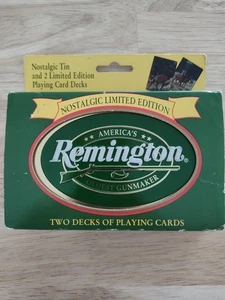 Nostalgic Tin
and 2 Limited Edition
Playing Card Decks
NOSTALGIC LIMITED EDITION
AMERICA'S
Remington®
OLDEST GUNMAKER
TWO DECKS OF PLAYING CARDS